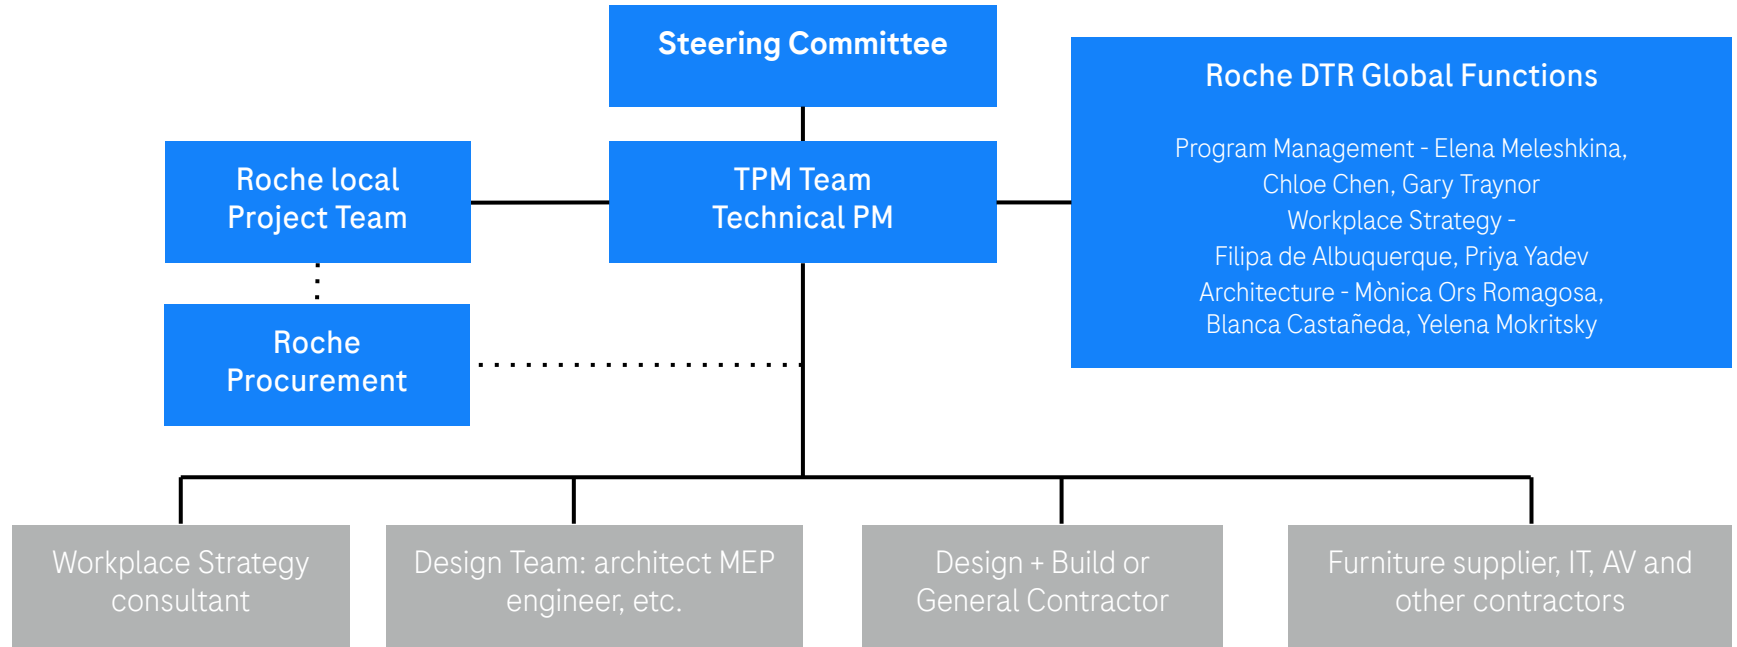 Steering Committee
Roche DTR Global Functions
Program Management - Elena Meleshkina,
Chloe Chen, Gary Traynor
Workplace Strategy -
Filipa de Albuquerque, Priya Yadev
Architecture - Mònica Ors Romagosa,
Blanca Castañeda, Yelena Mokritsky
Roche local
Project Team
TPM Team
Technical PM
Roche
Procurement
Workplace Strategy
consultant
Design Team: architect MEP
engineer, etc.
Design + Build or
General Contractor
Furniture supplier, IT, AV and
other contractors